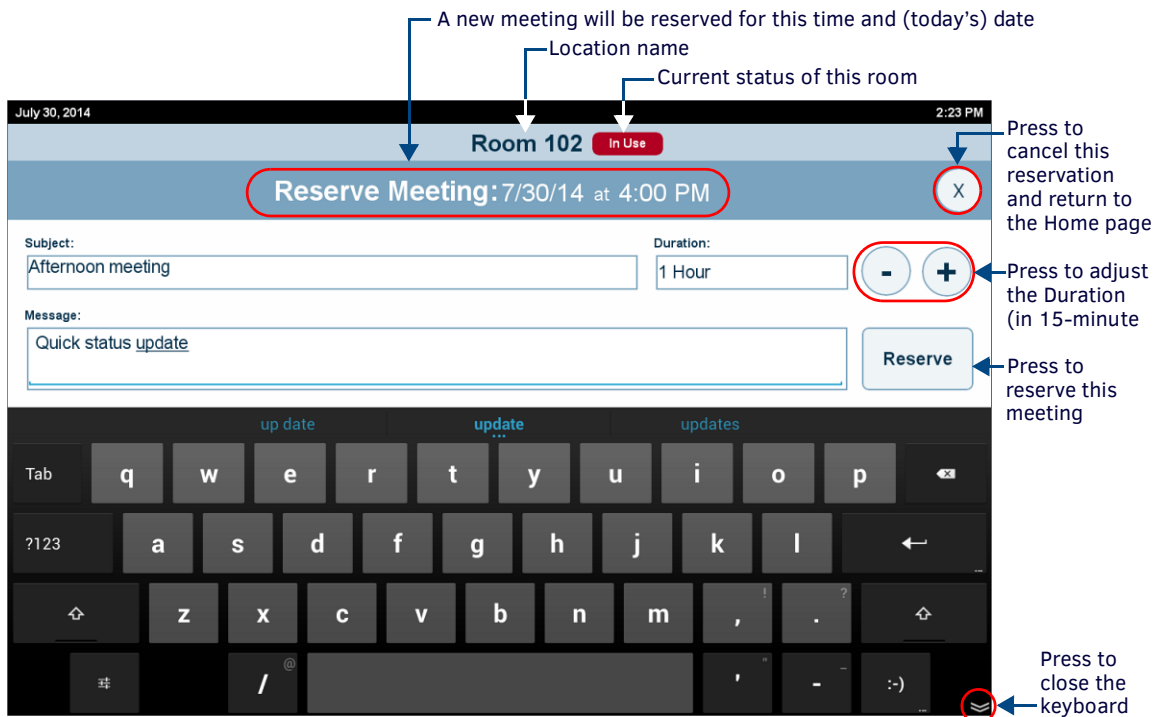 A new meeting will be reserved for this time and (today's) date
Location name
Current status of this room
July 30, 2014
2:23 PM
Room 102
In Use
Press to
cancel this
reservation
and return to
the Home page
Reserve Meeting: 7/30/14 at 4:00 PM
X
Subject:
Duration:
Afternoon meeting
1 Hour
- +
Press to adjust
the Duration
(in 15-minute
Message:
Quick status update
Reserve
Press to
reserve this
meeting
up date update updates
Tab q w e r t y u i o p
?123 a s d f g h j k l
z x c v b n m , ! . ?
/ @ ' " - _ :-)
Press to
close the
keyboard